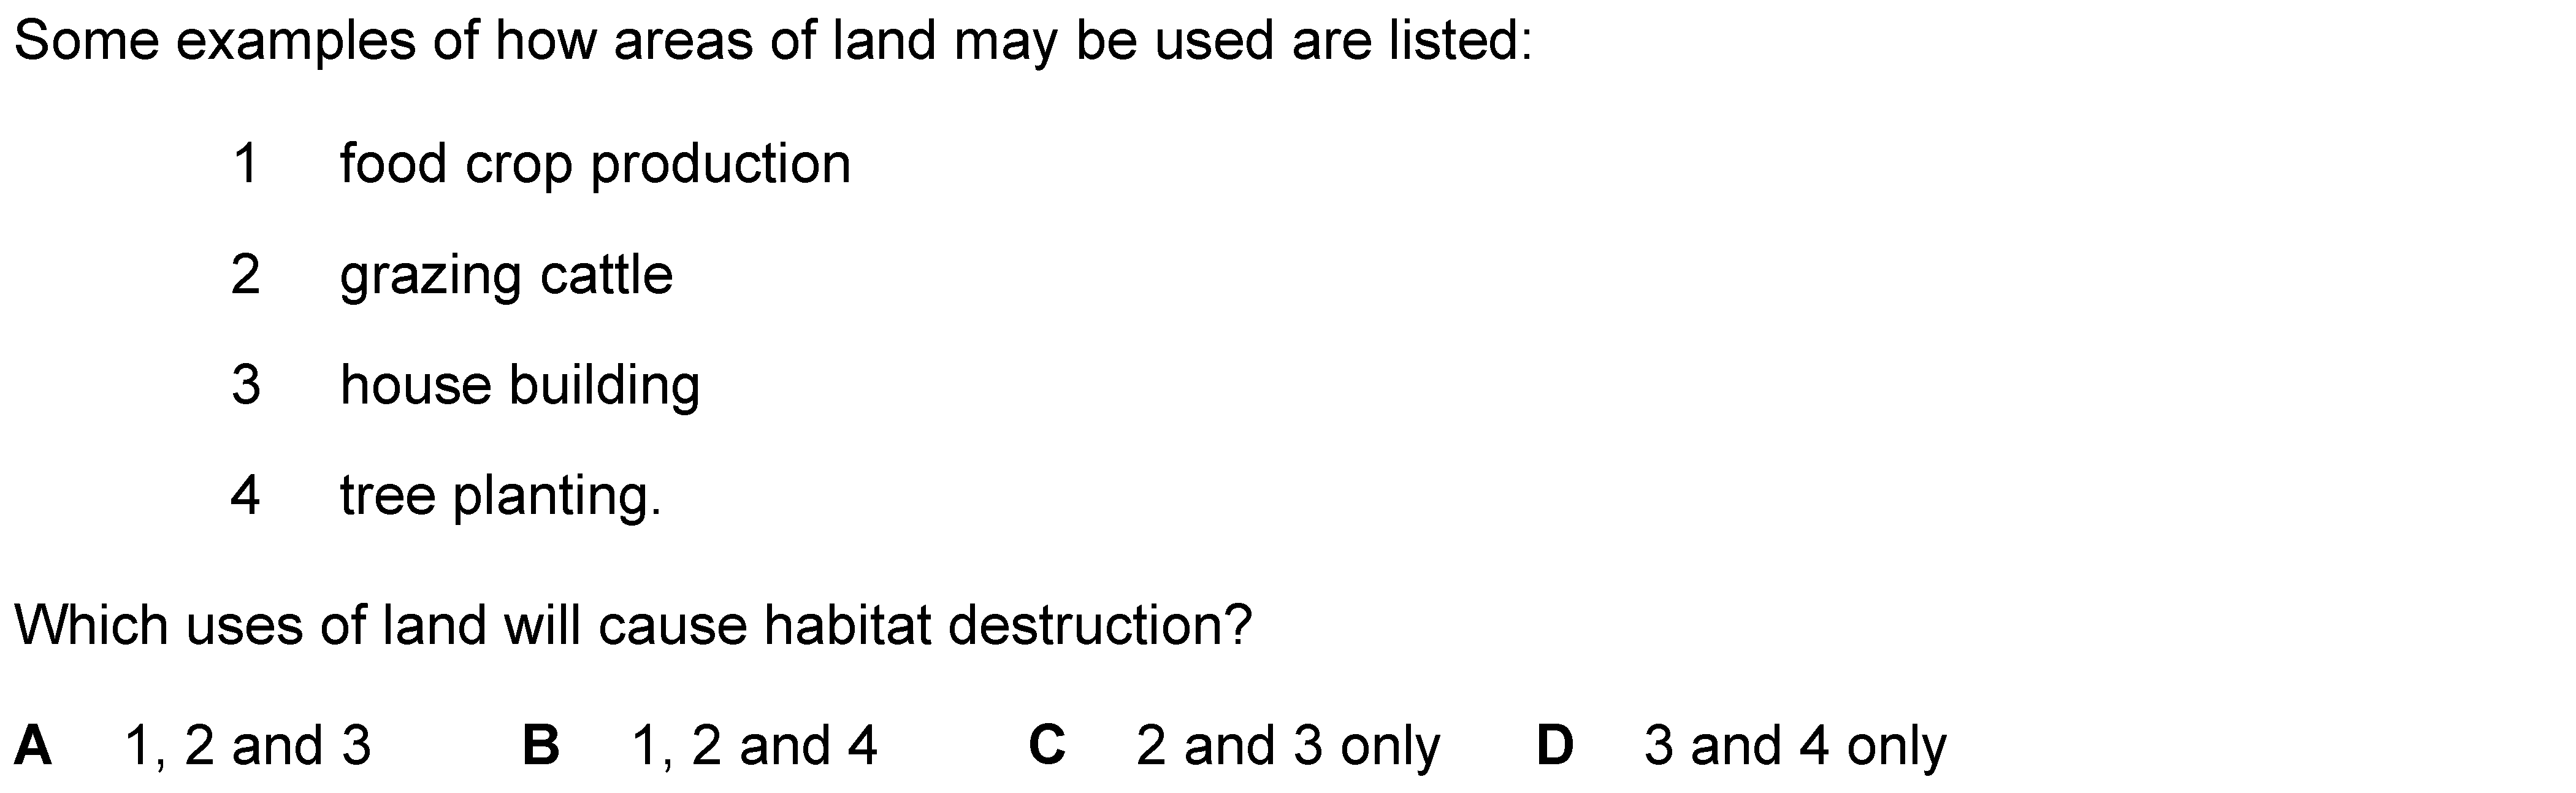 Some examples of how areas of land may be used are listed:
1 food crop production
2 grazing cattle
3 house building
4 tree planting.
Which uses of land will cause habitat destruction?
A 1, 2 and 3 B 1, 2 and 4 C 2 and 3 only D 3 and 4 only